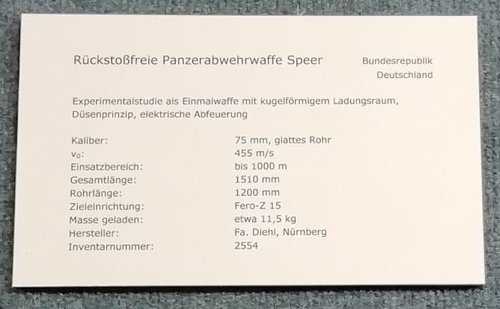 Rückstoßfreie Panzerabwehrwaffe Speer
Bundesrepublik
Deutschland
Experimentalstudie als Einmalwaffe mit kugelförmigem Ladungsraum,
Düsenprinzip, elektrische Abfeuerung
Kaliber: 75 mm, glattes Rohr
v₀: 455 m/s
Einsatzbereich: bis 1000 m
Gesamtlänge: 1510 mm
Rohrlänge: 1200 mm
Zieleinrichtung: Fero-Z 15
Masse geladen: etwa 11,5 kg
Hersteller: Fa. Diehl, Nürnberg
Inventarnummer: 2554